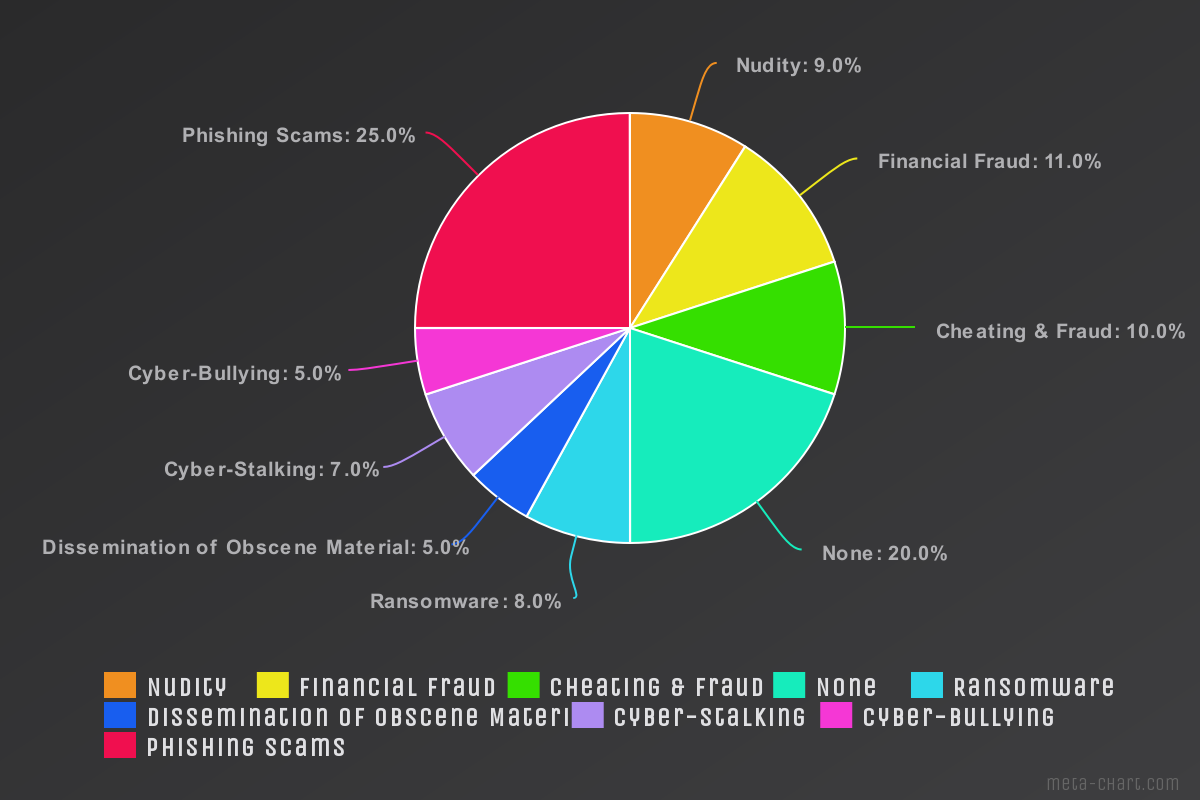 Nudity: 9.0%
Phishing Scams: 25.0%
Financial Fraud: 11.0%
Cheating & Fraud: 10.0%
Cyber-Bullying: 5.0%
Cyber-Stalking: 7.0%
Dissemination of Obscene Material: 5.0%
None: 20.0%
Ransomware: 8.0%
Nudity Financial Fraud Cheating & Fraud None Ransomware
Dissemination of Obscene Materi Cyber-Stalking Cyber-Bullying
Phishing Scams
meta-chart.com